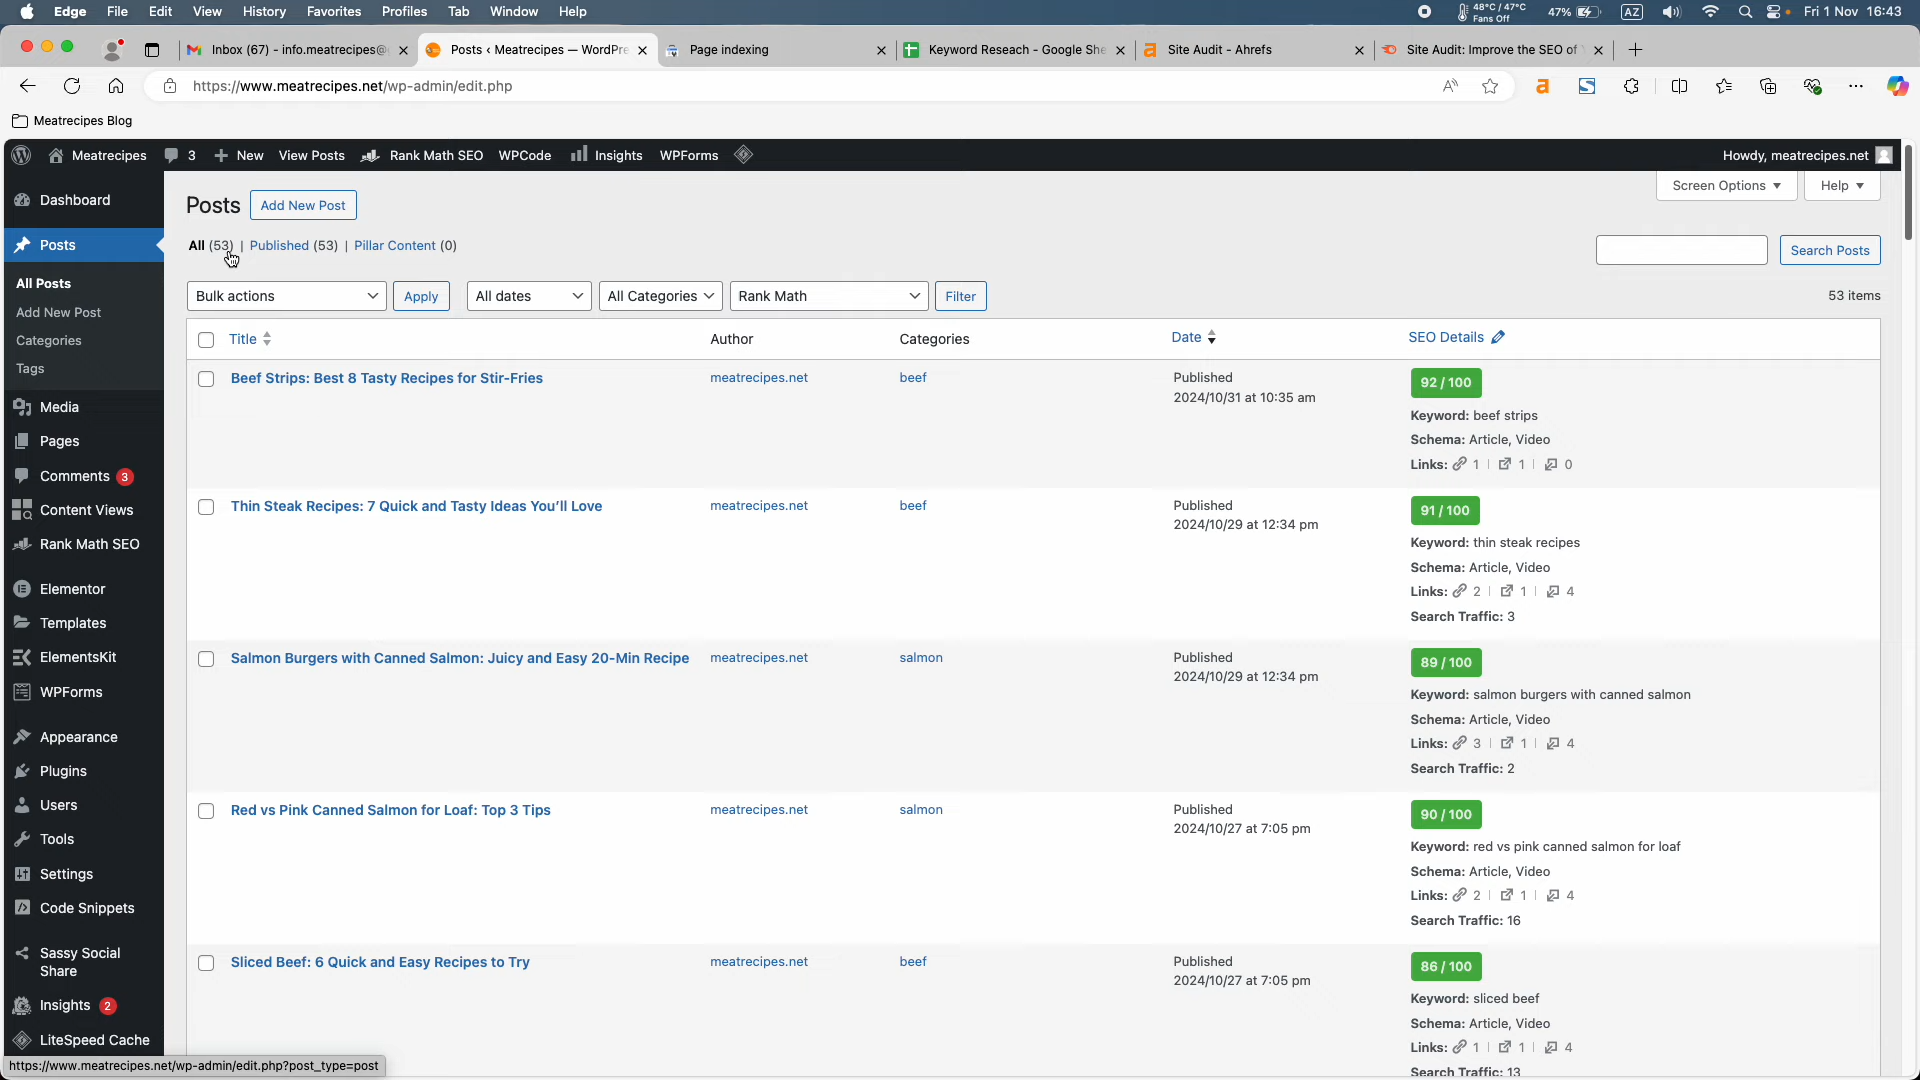 Edge File Edit View History Favorites Profiles Tab Window Help 48°C / 47°C Fans Off 47% AZ Fri 1 Nov 16:43
Inbox (67) - info.meatrecipes@ Posts ‹ Meatrecipes — WordPre Page indexing Keyword Reseach - Google She Site Audit - Ahrefs Site Audit: Improve the SEO of
https://www.meatrecipes.net/wp-admin/edit.php
Meatrecipes Blog
Meatrecipes 3 New View Posts Rank Math SEO WPCode Insights WPForms Howdy, meatrecipes.net
Dashboard
Posts
All Posts
Add New Post
Categories
Tags
Media
Pages
Comments 3
Content Views
Rank Math SEO
Elementor
Templates
ElementsKit
WPForms
Appearance
Plugins
Users
Tools
Settings
Code Snippets
Sassy Social
Share
Insights 2
LiteSpeed Cache
https://www.meatrecipes.net/wp-admin/edit.php?post_type=post
Posts Add New Post Screen Options Help
All (53) | Published (53) | Pillar Content (0) Search Posts
Bulk actions Apply All dates All Categories Rank Math Filter 53 items
Title Author Categories Date SEO Details
Beef Strips: Best 8 Tasty Recipes for Stir-Fries meatrecipes.net beef Published 92 / 100
2024/10/31 at 10:35 am
Keyword: beef strips
Schema: Article, Video
Links: 1 | 1 | 0
Thin Steak Recipes: 7 Quick and Tasty Ideas You'll Love meatrecipes.net beef Published 91 / 100
2024/10/29 at 12:34 pm
Keyword: thin steak recipes
Schema: Article, Video
Links: 2 | 1 | 4
Search Traffic: 3
Salmon Burgers with Canned Salmon: Juicy and Easy 20-Min Recipe meatrecipes.net salmon Published 89 / 100
2024/10/29 at 12:34 pm
Keyword: salmon burgers with canned salmon
Schema: Article, Video
Links: 3 | 1 | 4
Search Traffic: 2
Red vs Pink Canned Salmon for Loaf: Top 3 Tips meatrecipes.net salmon Published 90 / 100
2024/10/27 at 7:05 pm
Keyword: red vs pink canned salmon for loaf
Schema: Article, Video
Links: 2 | 1 | 4
Search Traffic: 16
Sliced Beef: 6 Quick and Easy Recipes to Try meatrecipes.net beef Published 86 / 100
2024/10/27 at 7:05 pm
Keyword: sliced beef
Schema: Article, Video
Links: 1 | 1 | 4
Search Traffic: 13